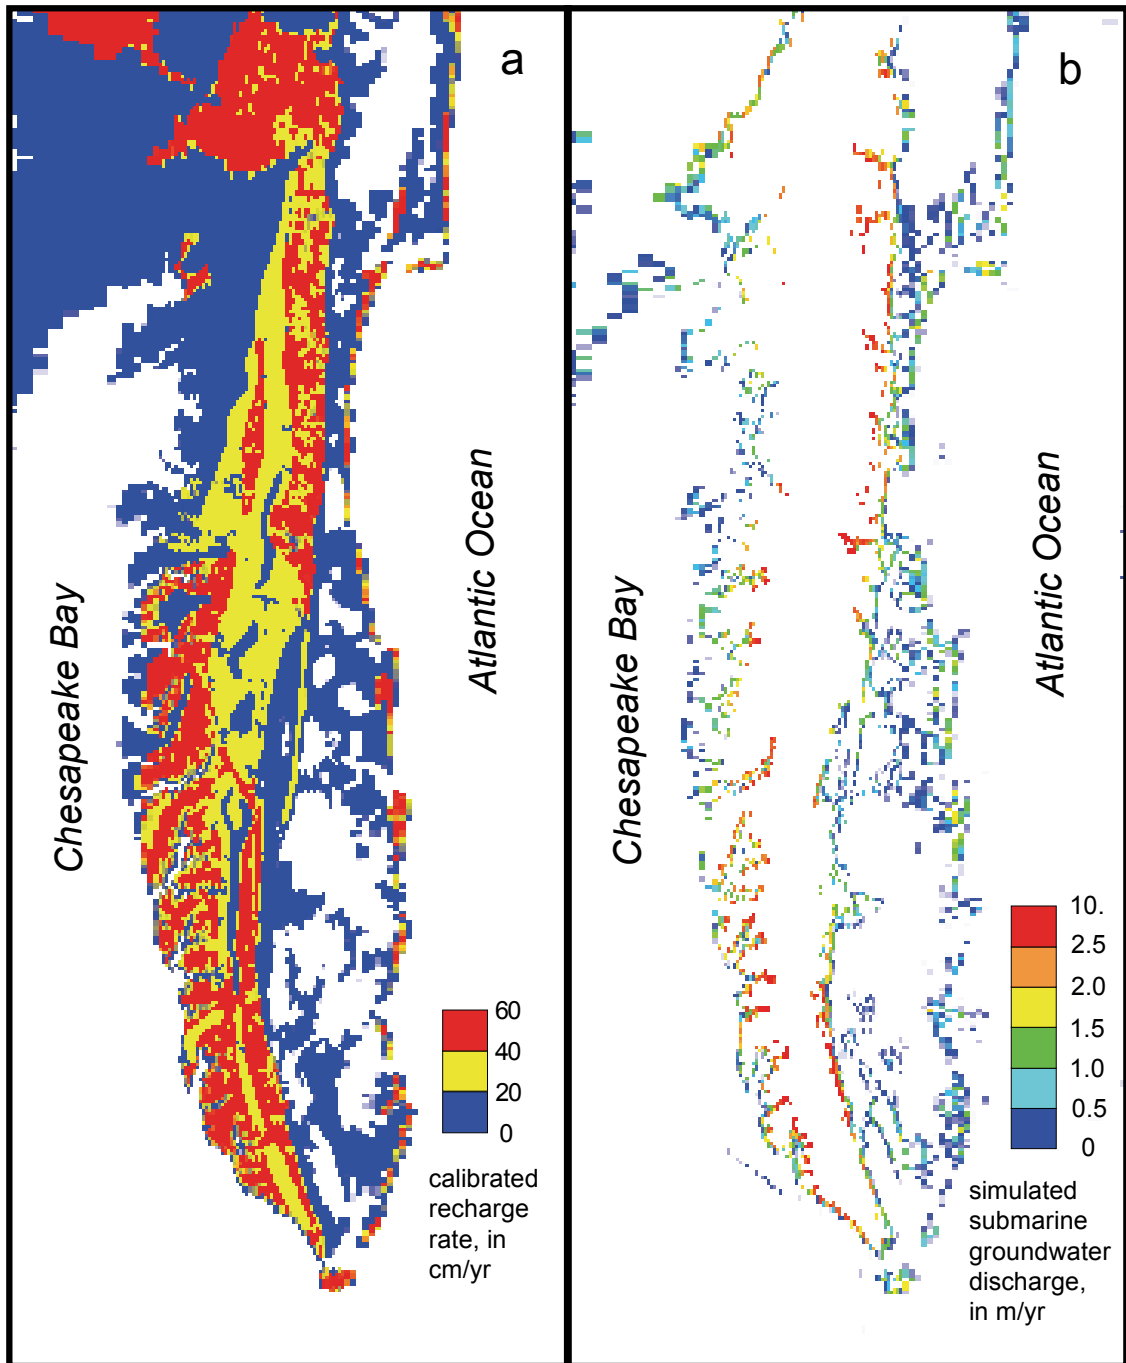 a
Chesapeake Bay
Atlantic Ocean
60
40
20
0
calibrated
recharge
rate, in
cm/yr
b
Chesapeake Bay
Atlantic Ocean
10.
2.5
2.0
1.5
1.0
0.5
0
simulated
submarine
groundwater
discharge,
in m/yr